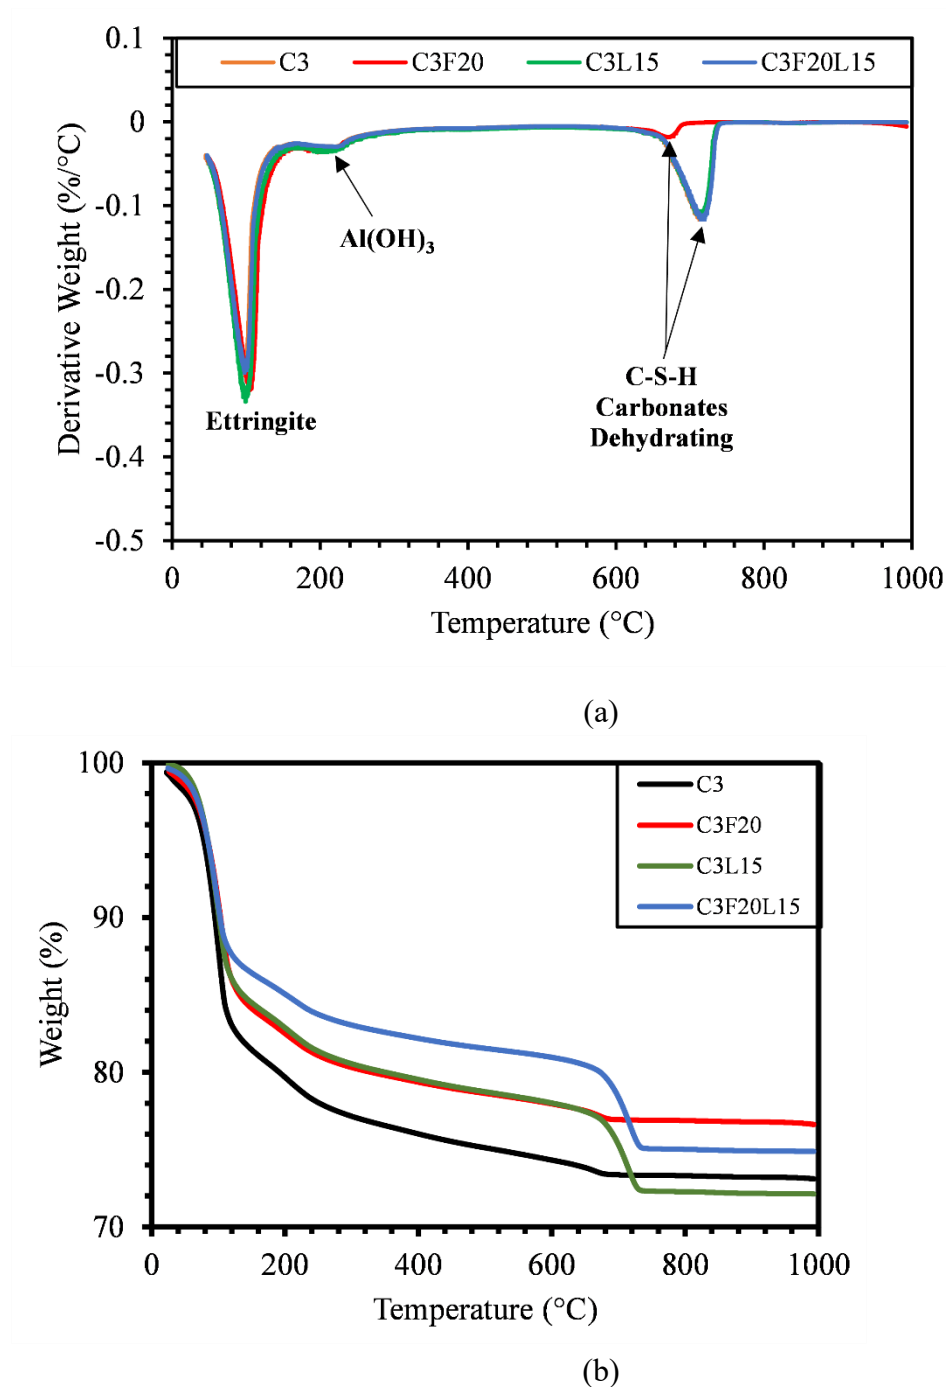 C3 C3F20 C3L15 C3F20L15
0.1
0
-0.1
-0.2
-0.3
-0.4
-0.5
Derivative Weight (%/°C)
Al(OH)3
Ettringite
C-S-H
Carbonates
Dehydrating
0 200 400 600 800 1000
Temperature (°C)
(a)
100
90
80
70
Weight (%)
C3
C3F20
C3L15
C3F20L15
0 200 400 600 800 1000
Temperature (°C)
(b)